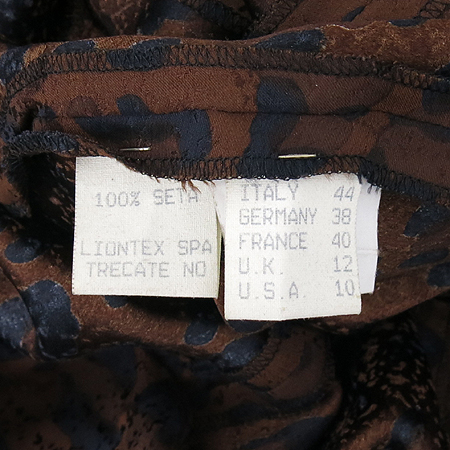 100% SETA
LIONTEX SPA
TRECATE NO
ITALY 44
GERMANY 38
FRANCE 40
U.K. 12
U.S.A. 10